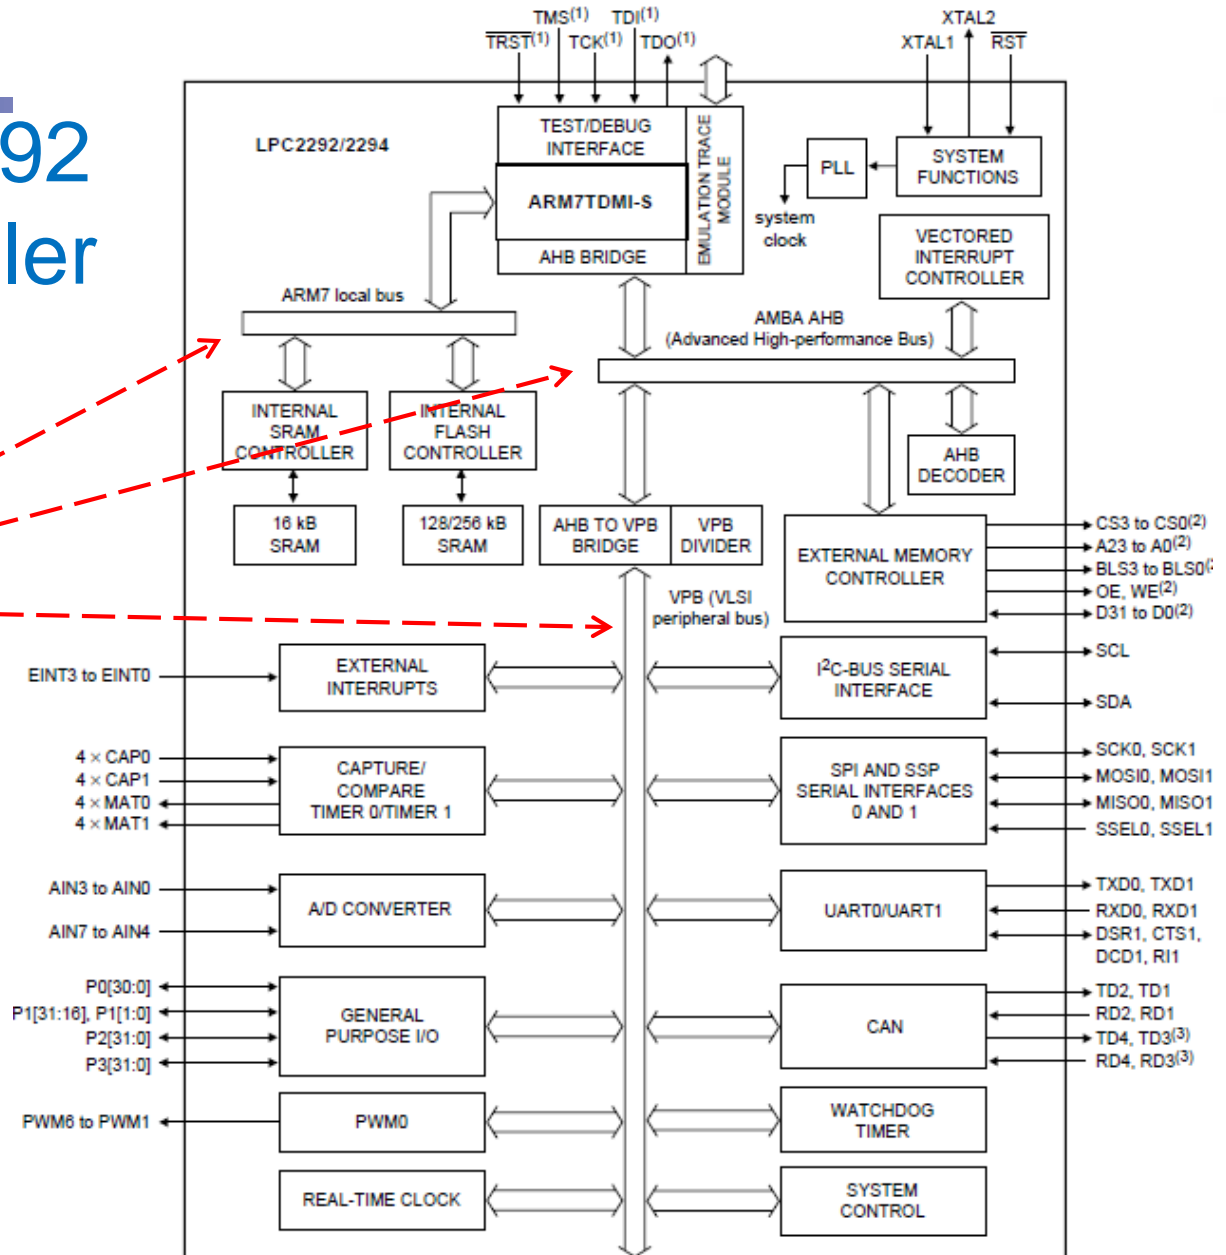 92
ler
TMS(1) TDI(1)
TRST(1) TCK(1) TDO(1)
XTAL2
XTAL1 RST
LPC2292/2294
TEST/DEBUG
INTERFACE
ARM7TDMI-S
AHB BRIDGE
EMULATION TRACE
MODULE
PLL
SYSTEM
FUNCTIONS
system
clock
VECTORED
INTERRUPT
CONTROLLER
ARM7 local bus
AMBA AHB
(Advanced High-performance Bus)
INTERNAL
SRAM
CONTROLLER
INTERNAL
FLASH
CONTROLLER
AHB
DECODER
16 kB
SRAM
128/256 kB
SRAM
AHB TO VPB
BRIDGE
VPB
DIVIDER
EXTERNAL MEMORY
CONTROLLER
CS3 to CS0(2)
A23 to A0(2)
BLS3 to BLS0(2
OE, WE(2)
D31 to D0(2)
VPB (VLSI
peripheral bus)
EINT3 to EINT0
EXTERNAL
INTERRUPTS
I2C-BUS SERIAL
INTERFACE
SCL
SDA
4 × CAP0
4 × CAP1
4 × MAT0
4 × MAT1
CAPTURE/
COMPARE
TIMER 0/TIMER 1
SPI AND SSP
SERIAL INTERFACES
0 AND 1
SCK0, SCK1
MOSI0, MOSI1
MISO0, MISO1
SSEL0, SSEL1
AIN3 to AIN0
AIN7 to AIN4
A/D CONVERTER
UART0/UART1
TXD0, TXD1
RXD0, RXD1
DSR1, CTS1,
DCD1, RI1
P0[30:0]
P1[31:16], P1[1:0]
P2[31:0]
P3[31:0]
GENERAL
PURPOSE I/O
CAN
TD2, TD1
RD2, RD1
TD4, TD3(3)
RD4, RD3(3)
PWM6 to PWM1
PWM0
WATCHDOG
TIMER
REAL-TIME CLOCK
SYSTEM
CONTROL